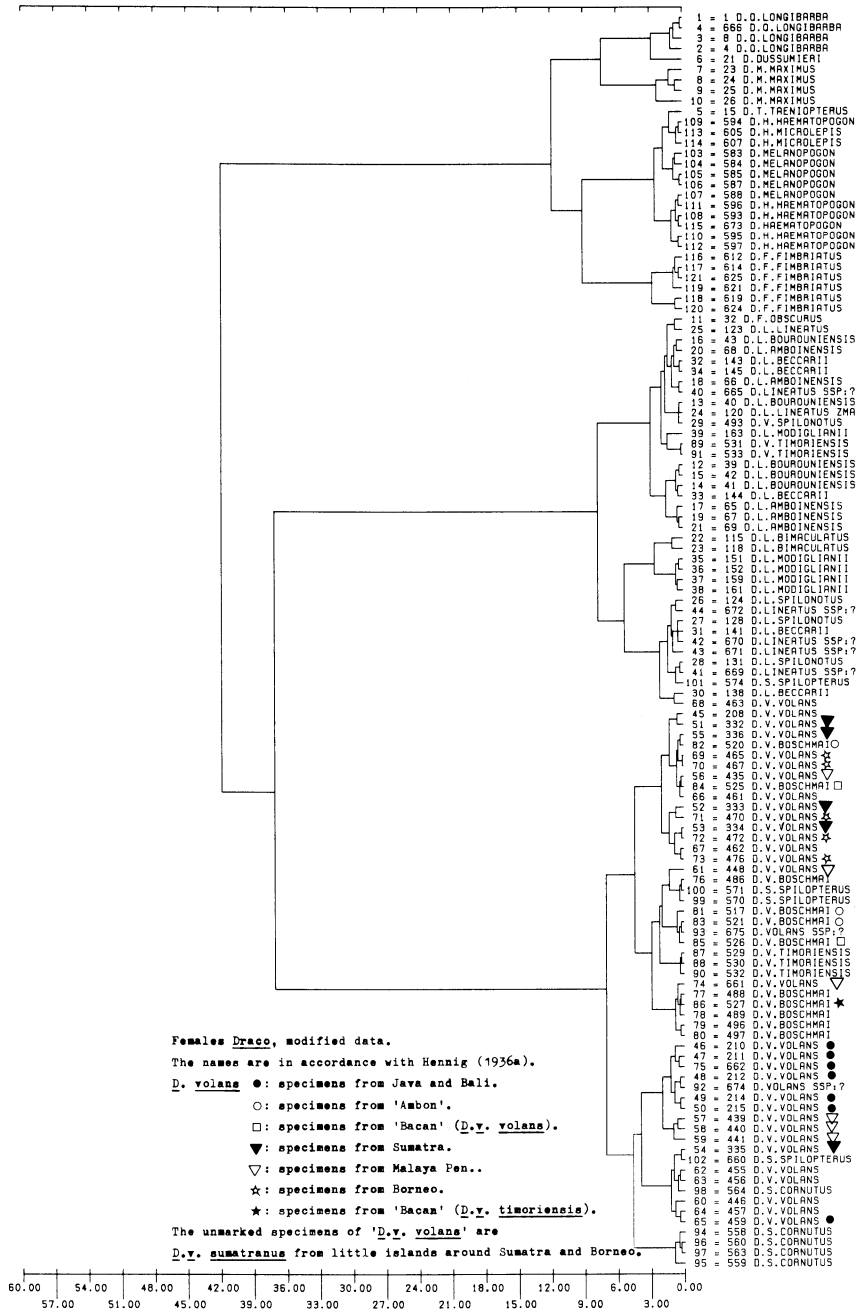 1 = 1 D.Q.LONGIBARBA
4 = 666 D.Q.LONGIBARBA
3 = 8 D.Q.LONGIBARBA
2 = 4 D.Q.LONGIBARBA
6 = 21 D.DUSSUMIERI
7 = 23 D.M.MAXIMUS
8 = 24 D.M.MAXIMUS
9 = 25 D.M.MAXIMUS
10 = 26 D.M.MAXIMUS
5 = 15 D.T.TAENIOPTERUS
109 = 594 D.H.HAEMATOPOGON
113 = 605 D.H.MICROLEPIS
114 = 607 D.H.MICROLEPIS
103 = 583 D.MELANOPOGON
104 = 584 D.MELANOPOGON
105 = 585 D.MELANOPOGON
106 = 587 D.MELANOPOGON
107 = 588 D.MELANOPOGON
111 = 596 D.H.HAEMATOPOGON
108 = 593 D.H.HAEMATOPOGON
115 = 673 D.HAEMATOPOGON
110 = 595 D.H.HAEMATOPOGON
112 = 597 D.H.HAEMATOPOGON
116 = 612 D.F.FIMBRIATUS
117 = 614 D.F.FIMBRIATUS
121 = 625 D.F.FIMBRIATUS
119 = 621 D.F.FIMBRIATUS
118 = 619 D.F.FIMBRIATUS
120 = 624 D.F.FIMBRIATUS
11 = 32 D.F.OBSCURUS
25 = 123 D.L.LINEATUS
16 = 43 D.L.BOUROUNIENSIS
20 = 68 D.L.AMBOINENSIS
32 = 143 D.L.BECCARII
34 = 145 D.L.BECCARII
18 = 66 D.L.AMBOINENSIS
40 = 665 D.LINEATUS SSP:?
13 = 40 D.L.BOUROUNIENSIS
24 = 120 D.L.LINEATUS ZMA
29 = 493 D.V.SPILONOTUS
39 = 163 D.L.MODIGLIANII
89 = 531 D.V.TIMORIENSIS
91 = 533 D.V.TIMORIENSIS
12 = 39 D.L.BOUROUNIENSIS
15 = 42 D.L.BOUROUNIENSIS
14 = 41 D.L.BOUROUNIENSIS
33 = 144 D.L.BECCARII
17 = 65 D.L.AMBOINENSIS
19 = 67 D.L.AMBOINENSIS
21 = 69 D.L.AMBOINENSIS
22 = 115 D.L.BIMACULATUS
23 = 118 D.L.BIMACULATUS
35 = 151 D.L.MODIGLIANII
36 = 152 D.L.MODIGLIANII
37 = 159 D.L.MODIGLIANII
38 = 161 D.L.MODIGLIANII
26 = 124 D.L.SPILONOTUS
44 = 672 D.LINEATUS SSP:?
27 = 128 D.L.SPILONOTUS
31 = 141 D.L.BECCARII
42 = 670 D.LINEATUS SSP:?
43 = 671 D.LINEATUS SSP:?
28 = 131 D.L.SPILONOTUS
41 = 669 D.LINEATUS SSP:?
101 = 574 D.S.SPILOPTERUS
30 = 138 D.L.BECCARII
68 = 463 D.V.VOLANS
45 = 208 D.V.VOLANS
51 = 332 D.V.VOLANS ▼
55 = 336 D.V.VOLANS ▼
82 = 520 D.V.BOSCHMAI ○
69 = 465 D.V.VOLANS ☆
70 = 467 D.V.VOLANS ☆
56 = 435 D.V.VOLANS ▽
84 = 525 D.V.BOSCHMAI □
66 = 461 D.V.VOLANS
52 = 333 D.V.VOLANS ▼
71 = 470 D.V.VOLANS ☆
53 = 334 D.V.VOLANS ▼
72 = 472 D.V.VOLANS ☆
67 = 462 D.V.VOLANS
73 = 476 D.V.VOLANS ☆
61 = 448 D.V.VOLANS ▽
76 = 486 D.V.BOSCHMAI
100 = 571 D.S.SPILOPTERUS
99 = 570 D.S.SPILOPTERUS
81 = 517 D.V.BOSCHMAI ○
83 = 521 D.V.BOSCHMAI ○
93 = 675 D.VOLANS SSP:?
85 = 526 D.V.BOSCHMAI □
87 = 529 D.V.TIMORIENSIS
88 = 530 D.V.TIMORIENSIS
90 = 532 D.V.TIMORIENSIS
74 = 661 D.V.VOLANS ▽
77 = 488 D.V.BOSCHMAI
86 = 527 D.V.BOSCHMAI ★
78 = 489 D.V.BOSCHMAI
79 = 496 D.V.BOSCHMAI
80 = 497 D.V.BOSCHMAI
46 = 210 D.V.VOLANS ●
47 = 211 D.V.VOLANS ●
75 = 662 D.V.VOLANS ●
48 = 212 D.V.VOLANS ●
92 = 674 D.VOLANS SSP:?
49 = 214 D.V.VOLANS ●
50 = 215 D.V.VOLANS ●
57 = 439 D.V.VOLANS ▽
58 = 440 D.V.VOLANS ▽
59 = 441 D.V.VOLANS ▽
54 = 335 D.V.VOLANS ▼
102 = 660 D.S.SPILOPTERUS
62 = 455 D.V.VOLANS
63 = 456 D.V.VOLANS
98 = 564 D.S.CORNUTUS
60 = 446 D.V.VOLANS
64 = 457 D.V.VOLANS
65 = 459 D.V.VOLANS ●
94 = 558 D.S.CORNUTUS
96 = 560 D.S.CORNUTUS
97 = 563 D.S.CORNUTUS
95 = 559 D.S.CORNUTUS
Females Draco, modified data.
The names are in accordance with Hennig (1936a).
D. volans ●: specimens from Java and Bali.
○: specimens from 'Ambon'.
□: specimens from 'Bacan' (D.v. volans).
▼: specimens from Sumatra.
▽: specimens from Malaya Pen..
☆: specimens from Borneo.
★: specimens from 'Bacan' (D.v. timoriensis).
The unmarked specimens of 'D.v. volans' are
D.v. sumatranus from little islands around Sumatra and Borneo.
60.00 54.00 48.00 42.00 36.00 30.00 24.00 18.00 12.00 6.00 0.00
57.00 51.00 45.00 39.00 33.00 27.00 21.00 15.00 9.00 3.00